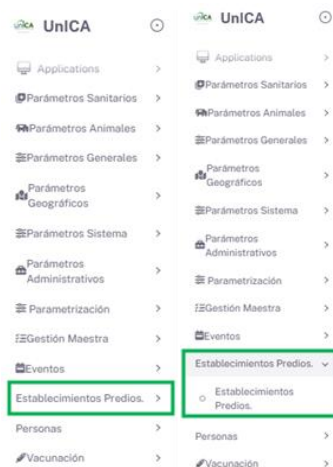 UnICA
Applications
Parámetros Sanitarios
Parámetros Animales
Parámetros Generales
Parámetros
Geográficos
Parámetros Sistema
Parámetros
Administrativos
Parametrización
Gestión Maestra
Eventos
Establecimientos Predios.
Personas
Vacunación
UnICA
Applications
Parámetros Sanitarios
Parámetros Animales
Parámetros Generales
Parámetros
Geográficos
Parámetros Sistema
Parámetros
Administrativos
Parametrización
Gestión Maestra
Eventos
Establecimientos Predios.
Establecimientos
Predios.
Personas
Vacunación